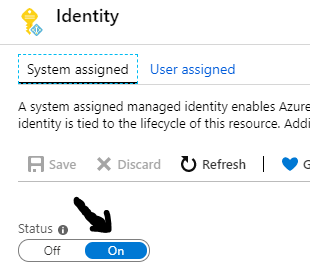 Identity
System assigned User assigned
A system assigned managed identity enables Azure
identity is tied to the lifecycle of this resource. Addi
Save Discard Refresh G
Status
Off On